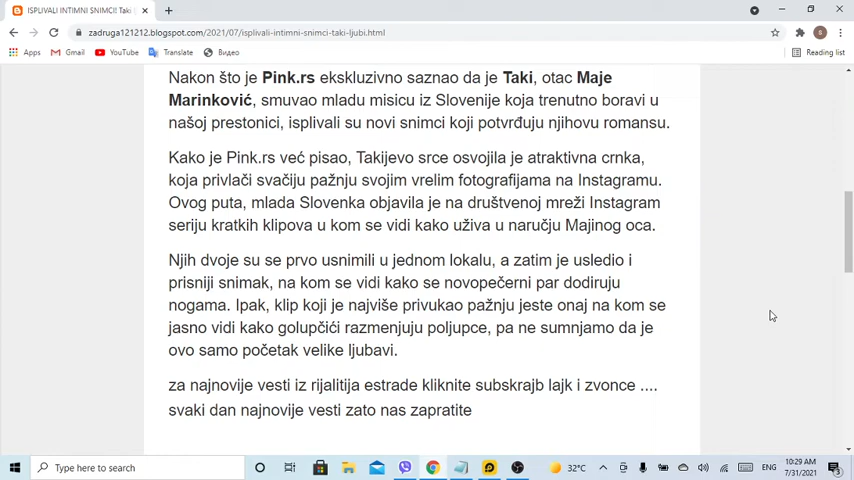 ISPLIVALI INTIMNI SNIMCI! Taki
zadruga121212.blogspot.com/2021/07/isplivali-intimni-snimci-taki-ljubi.html
Apps Gmail YouTube Translate Видео Reading list
Nakon što je Pink.rs ekskluzivno saznao da je Taki, otac Maje
Marinković, smuvao mladu misicu iz Slovenije koja trenutno boravi u
našoj prestonici, isplivali su novi snimci koji potvrđuju njihovu romansu.
Kako je Pink.rs već pisao, Takijevo srce osvojila je atraktivna crnka,
koja privlači svačiju pažnju svojim vrelim fotografijama na Instagramu.
Ovog puta, mlada Slovenka objavila je na društvenoj mreži Instagram
seriju kratkih klipova u kom se vidi kako uživa u naručju Majinog oca.
Njih dvoje su se prvo usnimili u jednom lokalu, a zatim je usledio i
prisniji snimak, na kom se vidi kako se novopečerni par dodiruju
nogama. Ipak, klip koji je najviše privukao pažnju jeste onaj na kom se
jasno vidi kako golupčići razmenjuju poljupce, pa ne sumnjamo da je
ovo samo početak velike ljubavi.
za najnovije vesti iz rijalitija estrade kliknite subskrajb lajk i zvonce ....
svaki dan najnovije vesti zato nas zapratite
Type here to search 32°C ENG 10:29 AM
7/31/2021